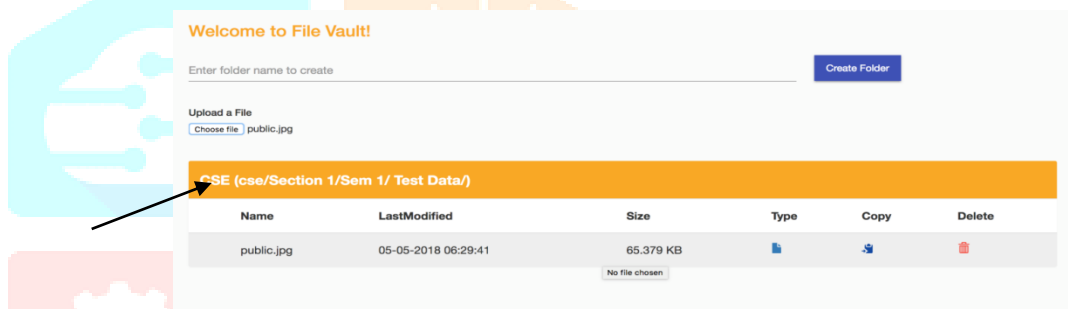 Welcome to File Vault!
Enter folder name to create
Create Folder
Upload a File
Choose file public.jpg
CSE (cse/Section 1/Sem 1/ Test Data/)
Name LastModified Size Type Copy Delete
public.jpg 05-05-2018 06:29:41 65.379 KB
No file chosen